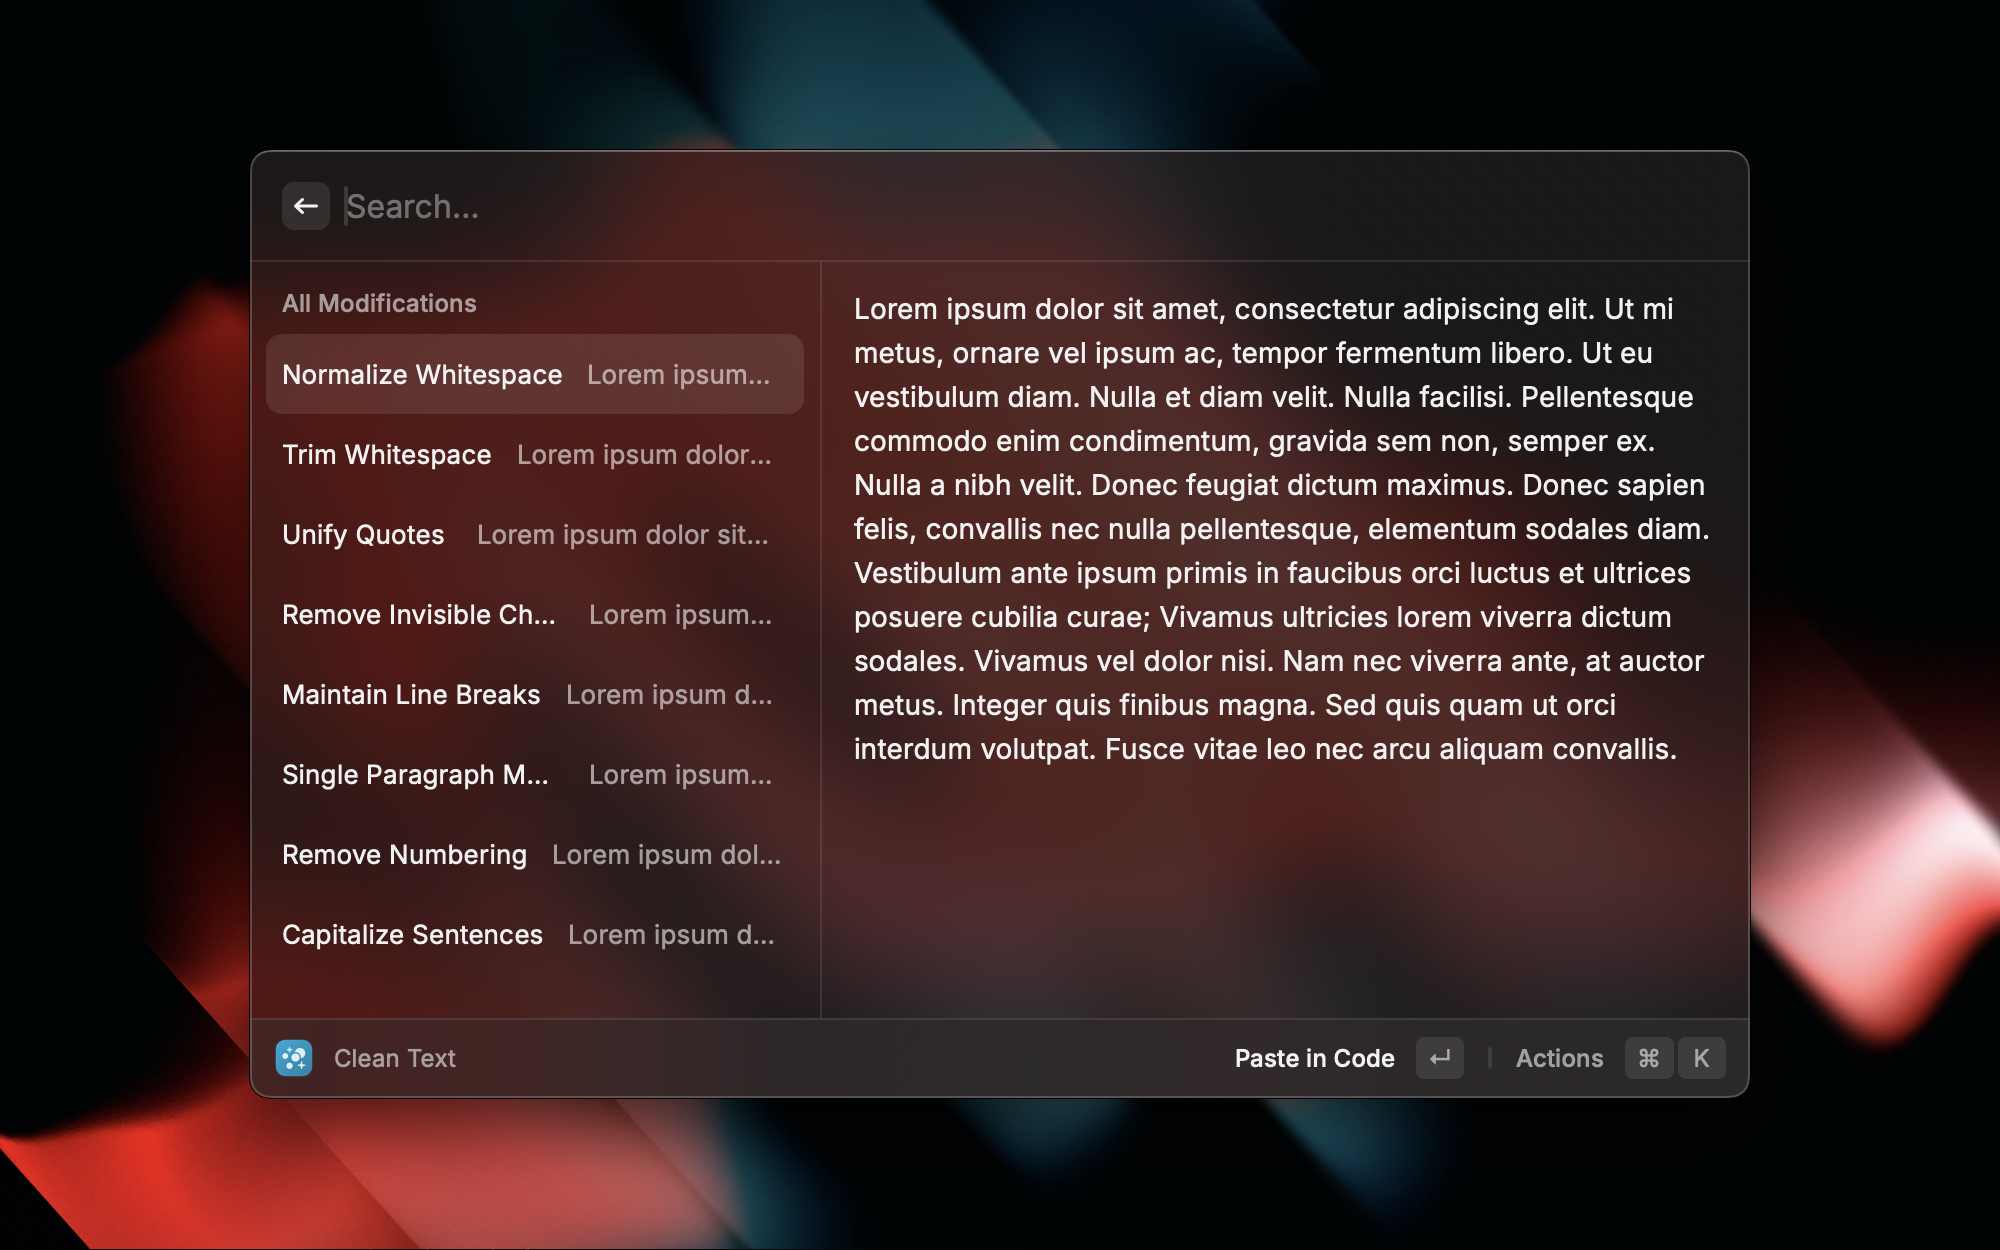 Search...
All Modifications
Normalize Whitespace Lorem ipsum...
Trim Whitespace Lorem ipsum dolor...
Unify Quotes Lorem ipsum dolor sit...
Remove Invisible Ch... Lorem ipsum...
Maintain Line Breaks Lorem ipsum d...
Single Paragraph M... Lorem ipsum...
Remove Numbering Lorem ipsum dol...
Capitalize Sentences Lorem ipsum d...
Lorem ipsum dolor sit amet, consectetur adipiscing elit. Ut mi
metus, ornare vel ipsum ac, tempor fermentum libero. Ut eu
vestibulum diam. Nulla et diam velit. Nulla facilisi. Pellentesque
commodo enim condimentum, gravida sem non, semper ex.
Nulla a nibh velit. Donec feugiat dictum maximus. Donec sapien
felis, convallis nec nulla pellentesque, elementum sodales diam.
Vestibulum ante ipsum primis in faucibus orci luctus et ultrices
posuere cubilia curae; Vivamus ultricies lorem viverra dictum
sodales. Vivamus vel dolor nisi. Nam nec viverra ante, at auctor
metus. Integer quis finibus magna. Sed quis quam ut orci
interdum volutpat. Fusce vitae leo nec arcu aliquam convallis.
Clean Text
Paste in Code ↵ Actions ⌘ K